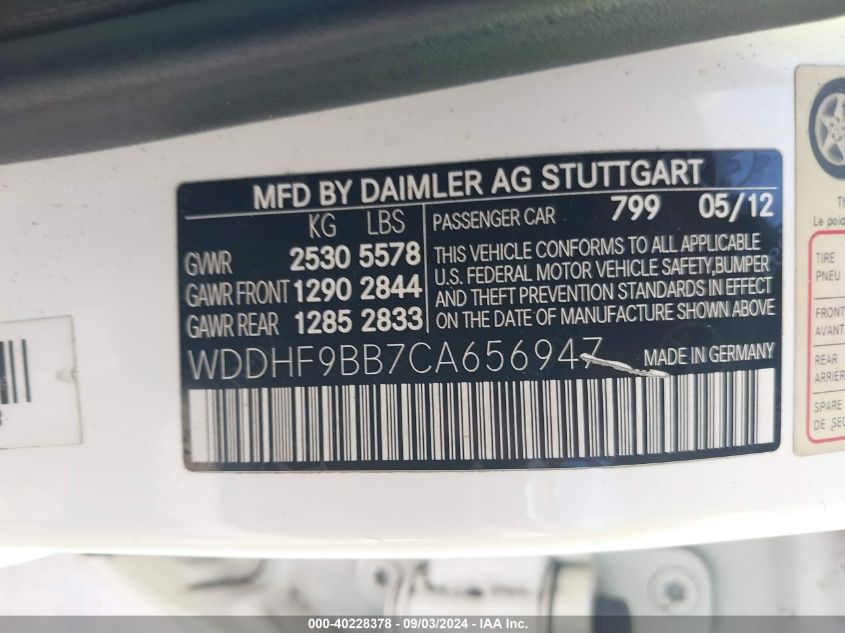 MFD BY DAIMLER AG STUTTGART
KG LBS
GVWR 2530 5578
GAWR FRONT 1290 2844
GAWR REAR 1285 2833
PASSENGER CAR 799 05/12
THIS VEHICLE CONFORMS TO ALL APPLICABLE
U.S. FEDERAL MOTOR VEHICLE SAFETY,BUMPER
AND THEFT PREVENTION STANDARDS IN EFFECT
ON THE DATE OF MANUFACTURE SHOWN ABOVE
WDDHF9BB7CA656947 MADE IN GERMANY
Le
TIRE
PNEU
FRONT
AVANT
REAR
SPARE
000-40228378 - 09/03/2024 - IAA Inc.